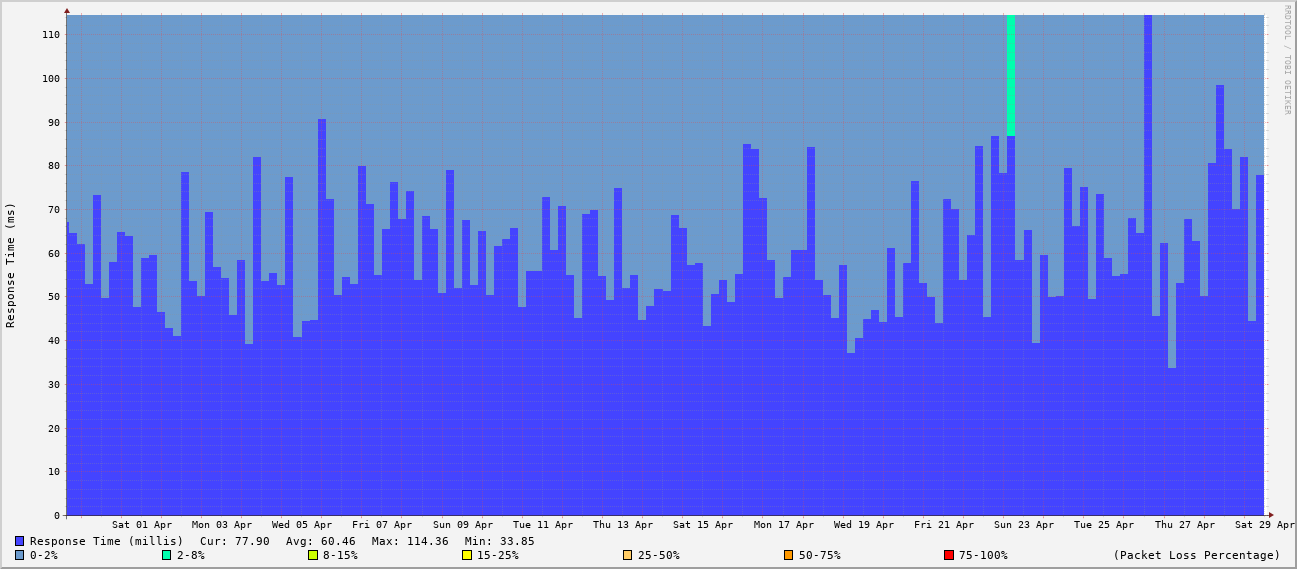 RRDTOOL / TOBI OETIKER
Response Time (ms)
110
100
90
80
70
60
50
40
30
20
10
0
Sat 01 Apr Mon 03 Apr Wed 05 Apr Fri 07 Apr Sun 09 Apr Tue 11 Apr Thu 13 Apr Sat 15 Apr Mon 17 Apr Wed 19 Apr Fri 21 Apr Sun 23 Apr Tue 25 Apr Thu 27 Apr Sat 29 Apr
Response Time (millis) Cur: 77.90 Avg: 60.46 Max: 114.36 Min: 33.85
0-2% 2-8% 8-15% 15-25% 25-50% 50-75% 75-100% (Packet Loss Percentage)